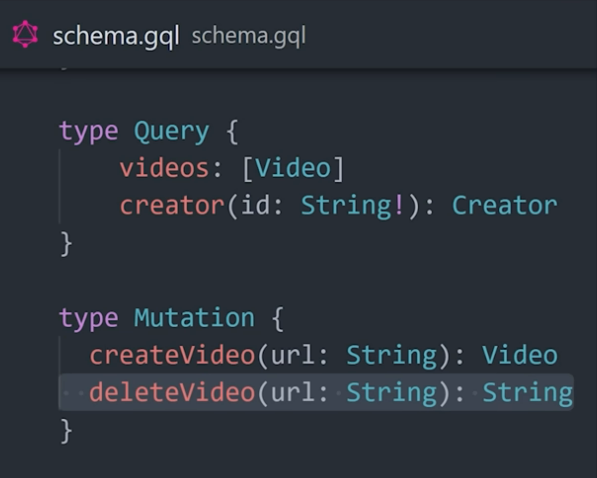 schema.gql schema.gql
type Query {
videos: [Video]
creator(id: String!): Creator
}
type Mutation {
createVideo(url: String): Video
deleteVideo(url: String): String
}